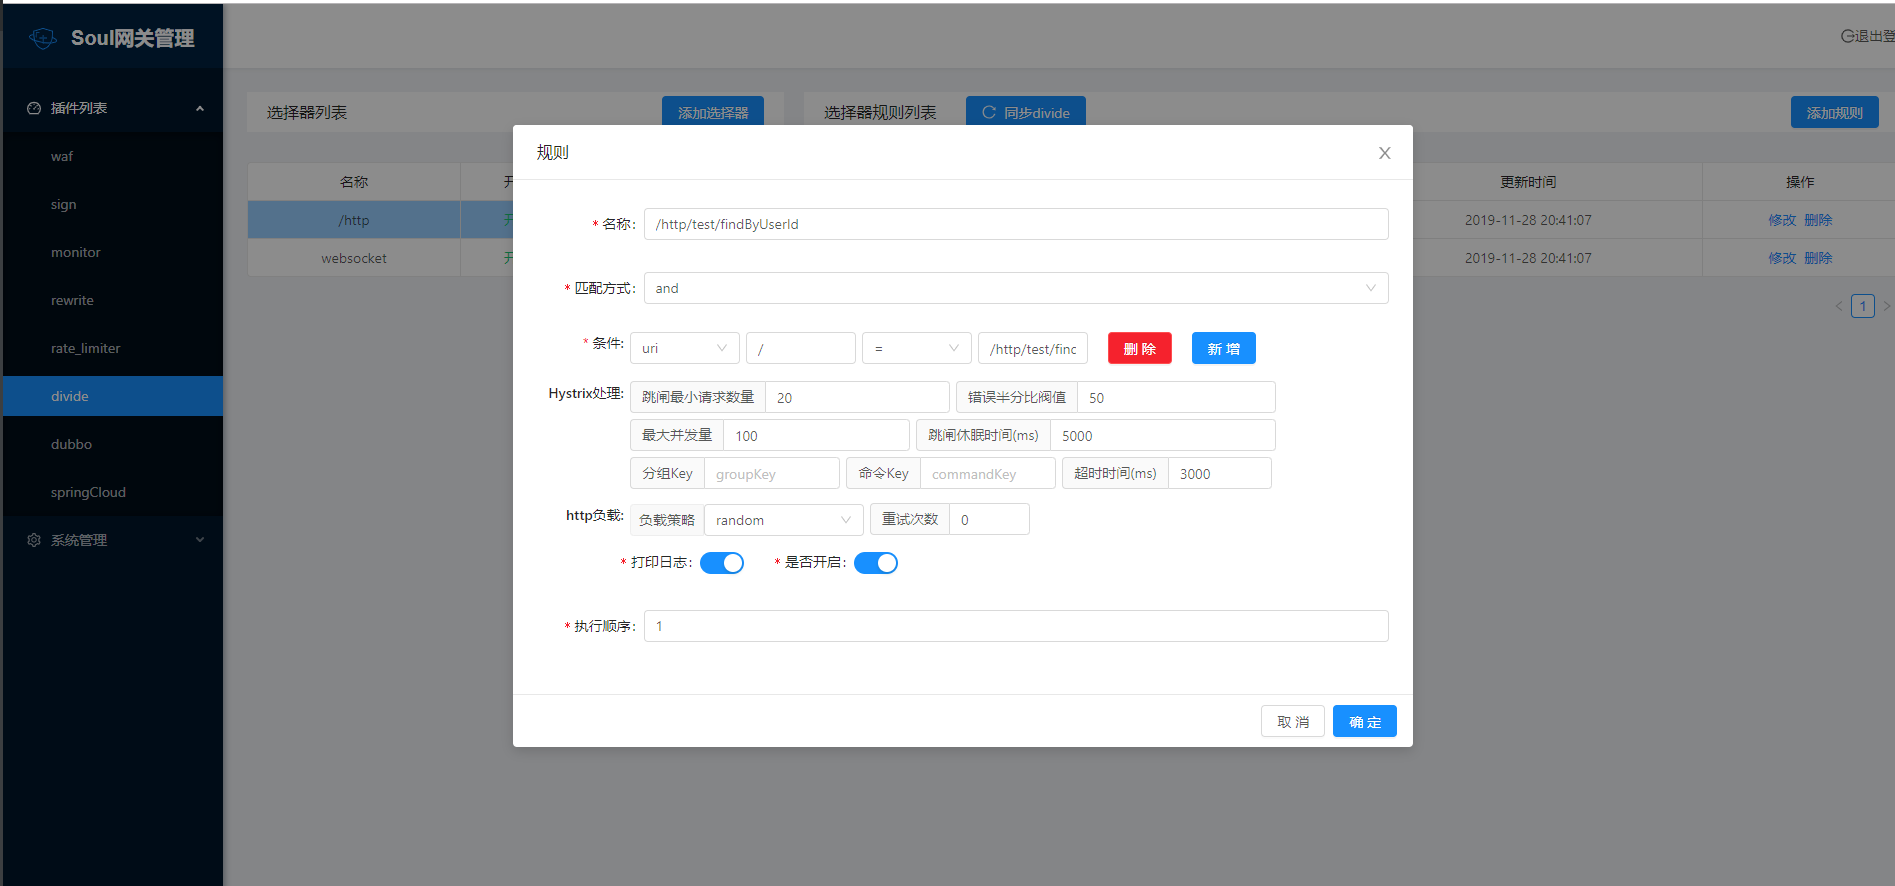 Soul网关管理
退出登
插件列表
waf
sign
monitor
rewrite
rate_limiter
divide
dubbo
springCloud
系统管理
选择器列表 添加选择器
选择器规则列表 同步divide 添加规则
名称 开
/http 开
websocket 开
更新时间 操作
2019-11-28 20:41:07 修改 删除
2019-11-28 20:41:07 修改 删除
< 1 >
规则 X
* 名称: /http/test/findByUserId
* 匹配方式: and
* 条件: uri / = /http/test/finc 删 除 新 增
Hystrix处理: 跳闸最小请求数量 20 错误半分比阀值 50
最大并发量 100 跳闸休眠时间(ms) 5000
分组Key groupKey 命令Key commandKey 超时时间(ms) 3000
http负载: 负载策略 random 重试次数 0
* 打印日志: * 是否开启:
* 执行顺序: 1
取 消 确 定